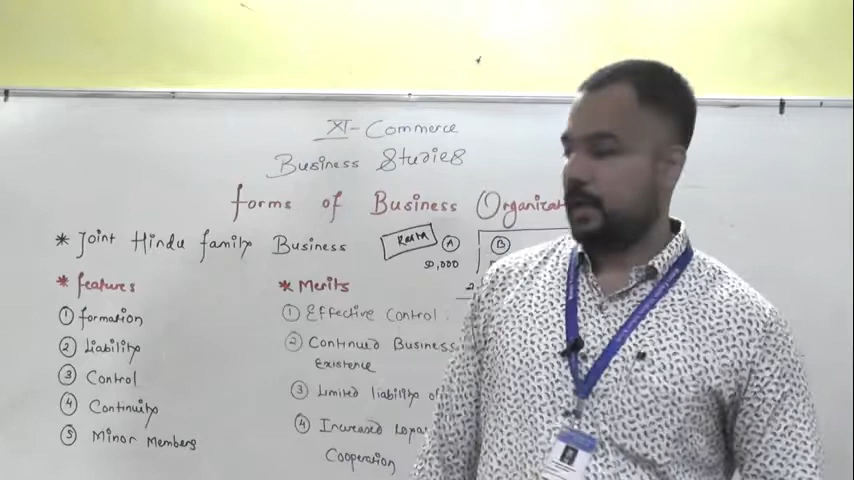 XI - Commerce
Business Studies
forms of Business Organizat
* Joint Hindu family Business
Karta
A
B
50,000
2
* features
① formation
② Liability
③ Control
④ Continuity
⑤ Minor Members
* Merits
① Effective Control
② Continued Business
Existence
③ Limited liability of
④ Increased
Cooperation